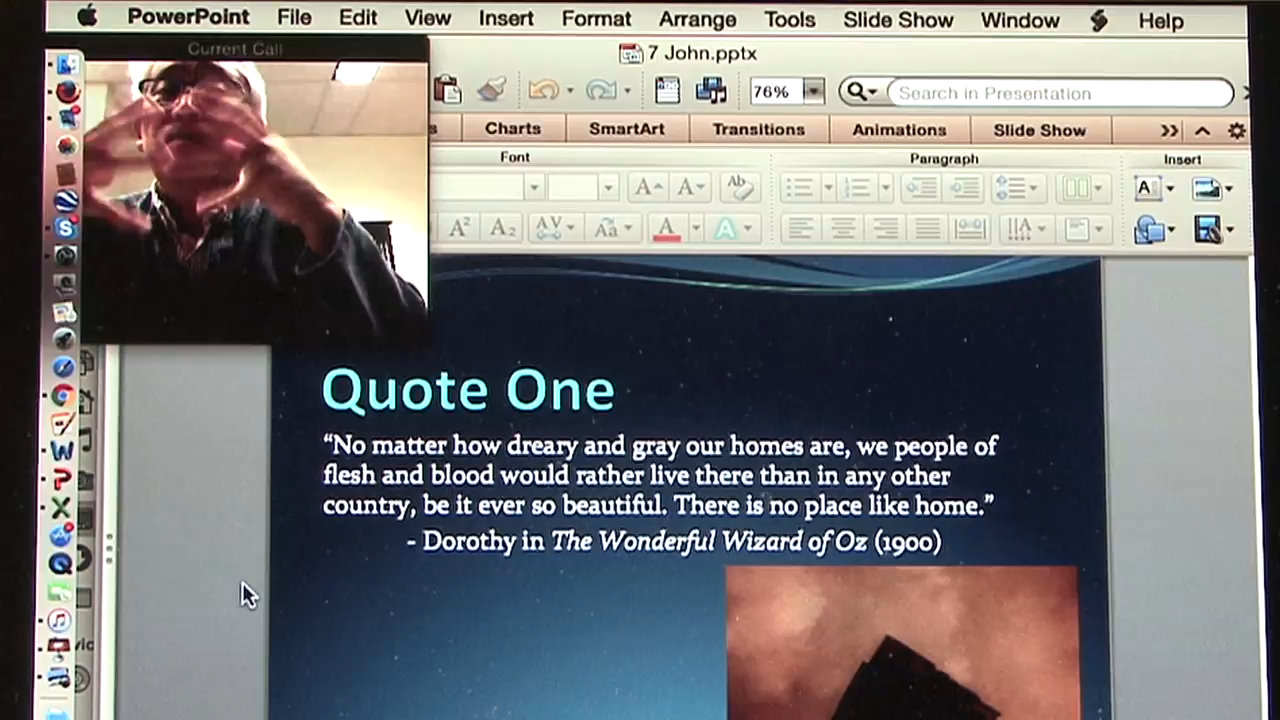 PowerPoint File Edit View Insert Format Arrange Tools Slide Show Window Help
Current Call
7 John.pptx
76%
Search in Presentation
Charts SmartArt Transitions Animations Slide Show
Font Paragraph Insert
Quote One
“No matter how dreary and gray our homes are, we people of
flesh and blood would rather live there than in any other
country, be it ever so beautiful. There is no place like home.”
- Dorothy in The Wonderful Wizard of Oz (1900)